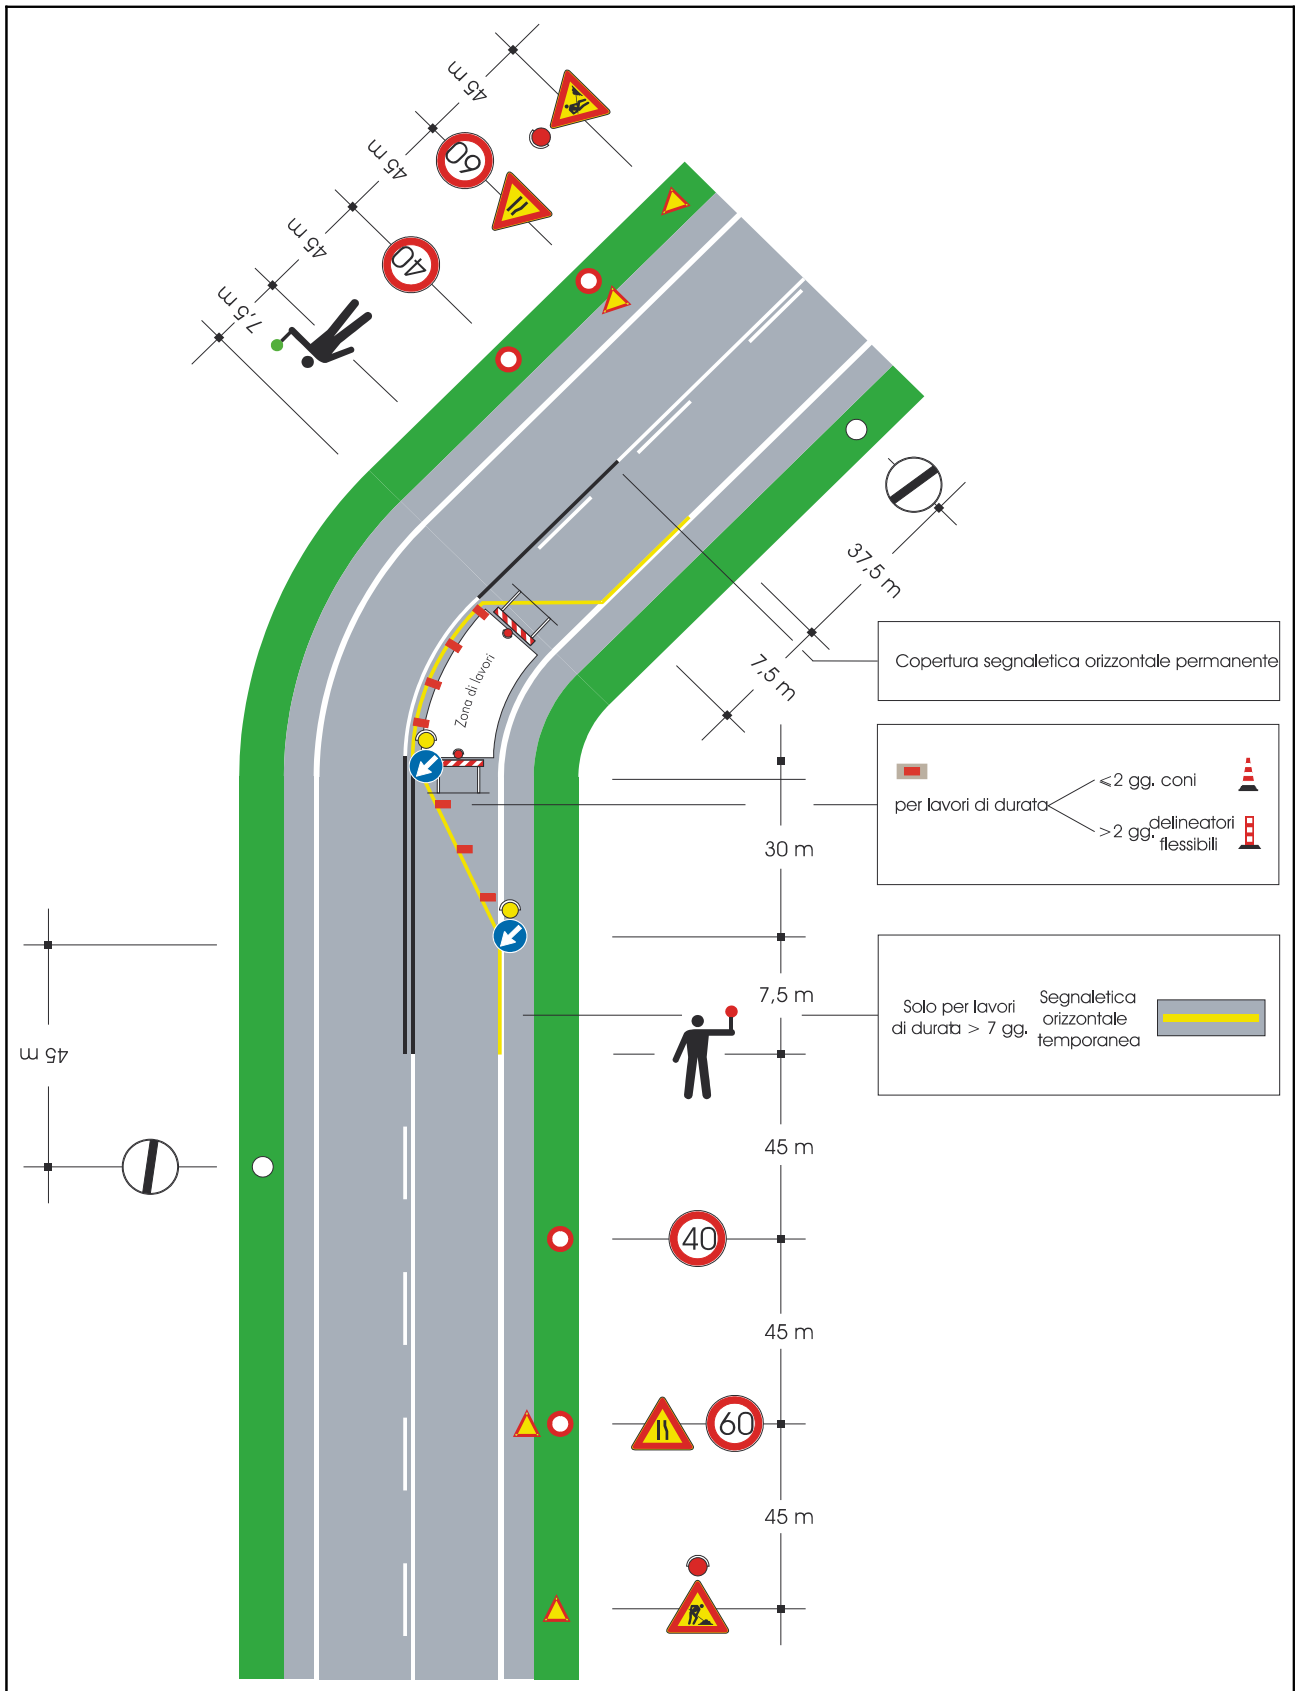 45 m
60
45 m
40
45 m
7,5 m
37,5 m
7,5 m
Copertura segnaletica orizzontale permanente
Zona di lavori
per lavori di durata
<2 gg. coni
>2 gg. delineatori
flessibili
30 m
7,5 m
Solo per lavori
di durata > 7 gg.
Segnaletica
orizzontale
temporanea
45 m
45 m
40
45 m
60
45 m